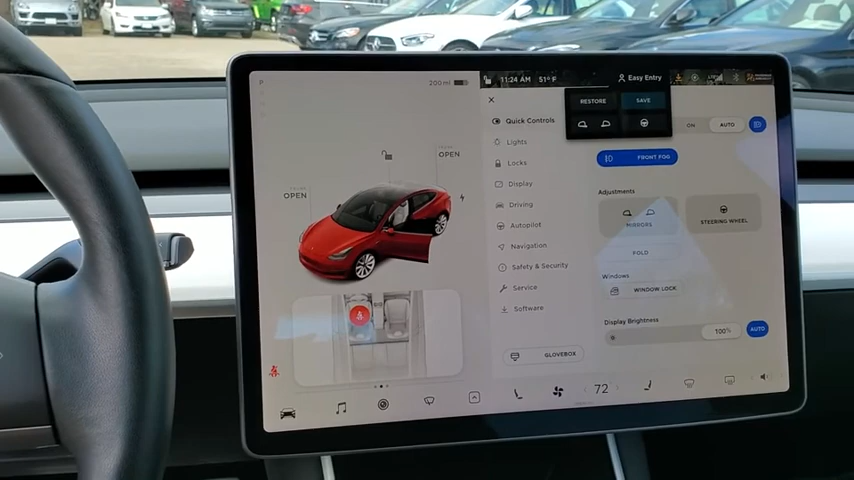 P
200 mi
OPEN
TRUNK
OPEN
11:24 AM 51°F
Easy Entry
LTE
RESTORE
SAVE
Quick Controls
Lights
Locks
Display
Driving
Autopilot
Navigation
Safety & Security
Service
Software
GLOVEBOX
ON
AUTO
FRONT FOG
Adjustments
MIRRORS
STEERING WHEEL
FOLD
Windows
WINDOW LOCK
Display Brightness
100%
AUTO
72